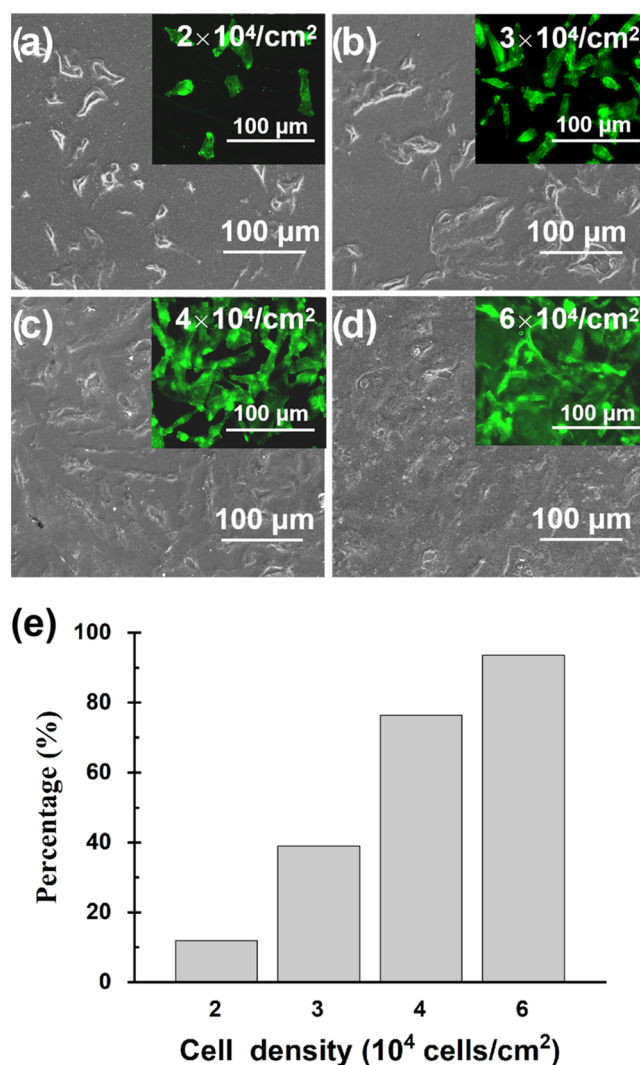 (a) 2×10⁴/cm²
100 µm
100 µm
(b) 3×10⁴/cm²
100 µm
100 µm
(c) 4×10⁴/cm²
100 µm
100 µm
(d) 6×10⁴/cm²
100 µm
100 µm
(e)
100
80
60
40
20
0
Percentage (%)
2 3 4 6
Cell density (10⁴ cells/cm²)